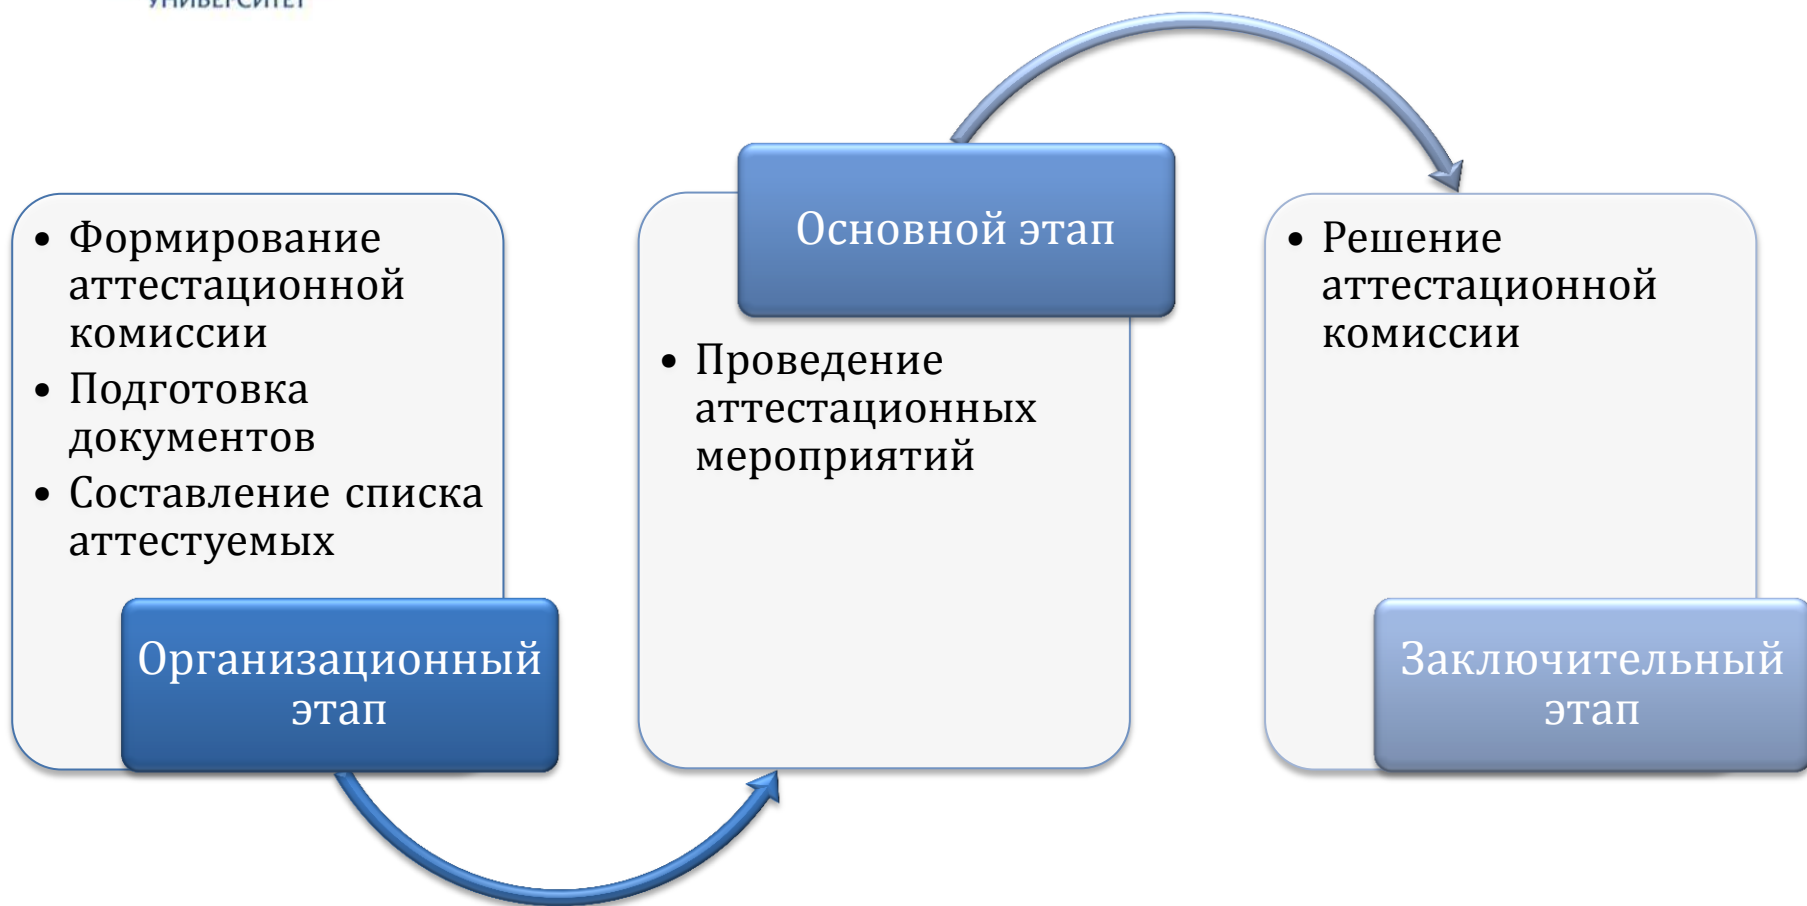 УНИВЕРСИТЕТ
• Формирование
аттестационной
комиссии
• Подготовка
документов
• Составление списка
аттестуемых
Организационный
этап
Основной этап
• Проведение
аттестационных
мероприятий
• Решение
аттестационной
комиссии
Заключительный
этап